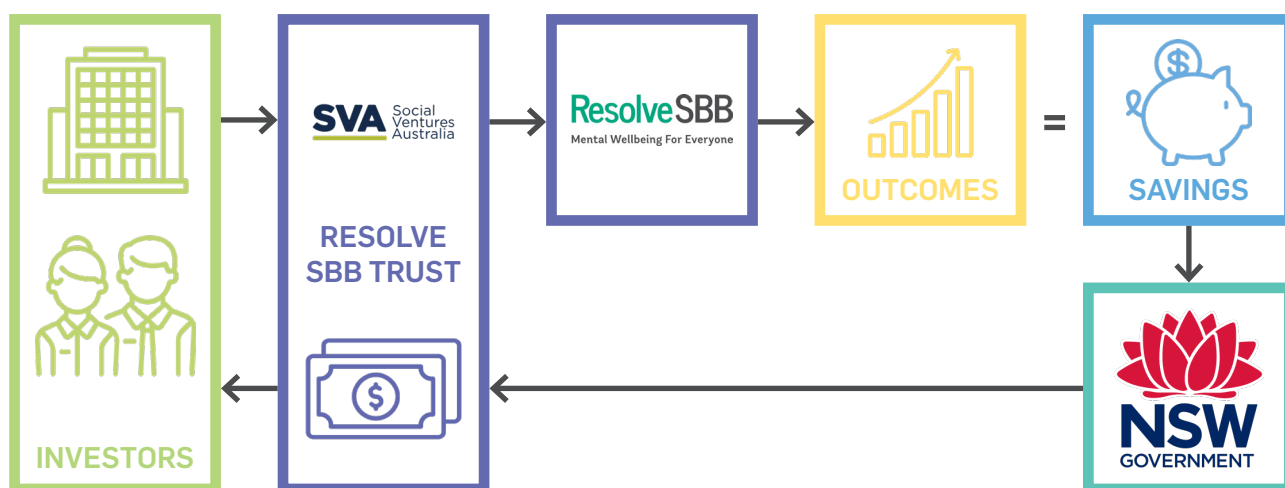 INVESTORS
SVA Social
Ventures
Australia
RESOLVE
SBB TRUST
$
ResolveSBB
Mental Wellbeing For Everyone
OUTCOMES
=
$
SAVINGS
NSW
GOVERNMENT